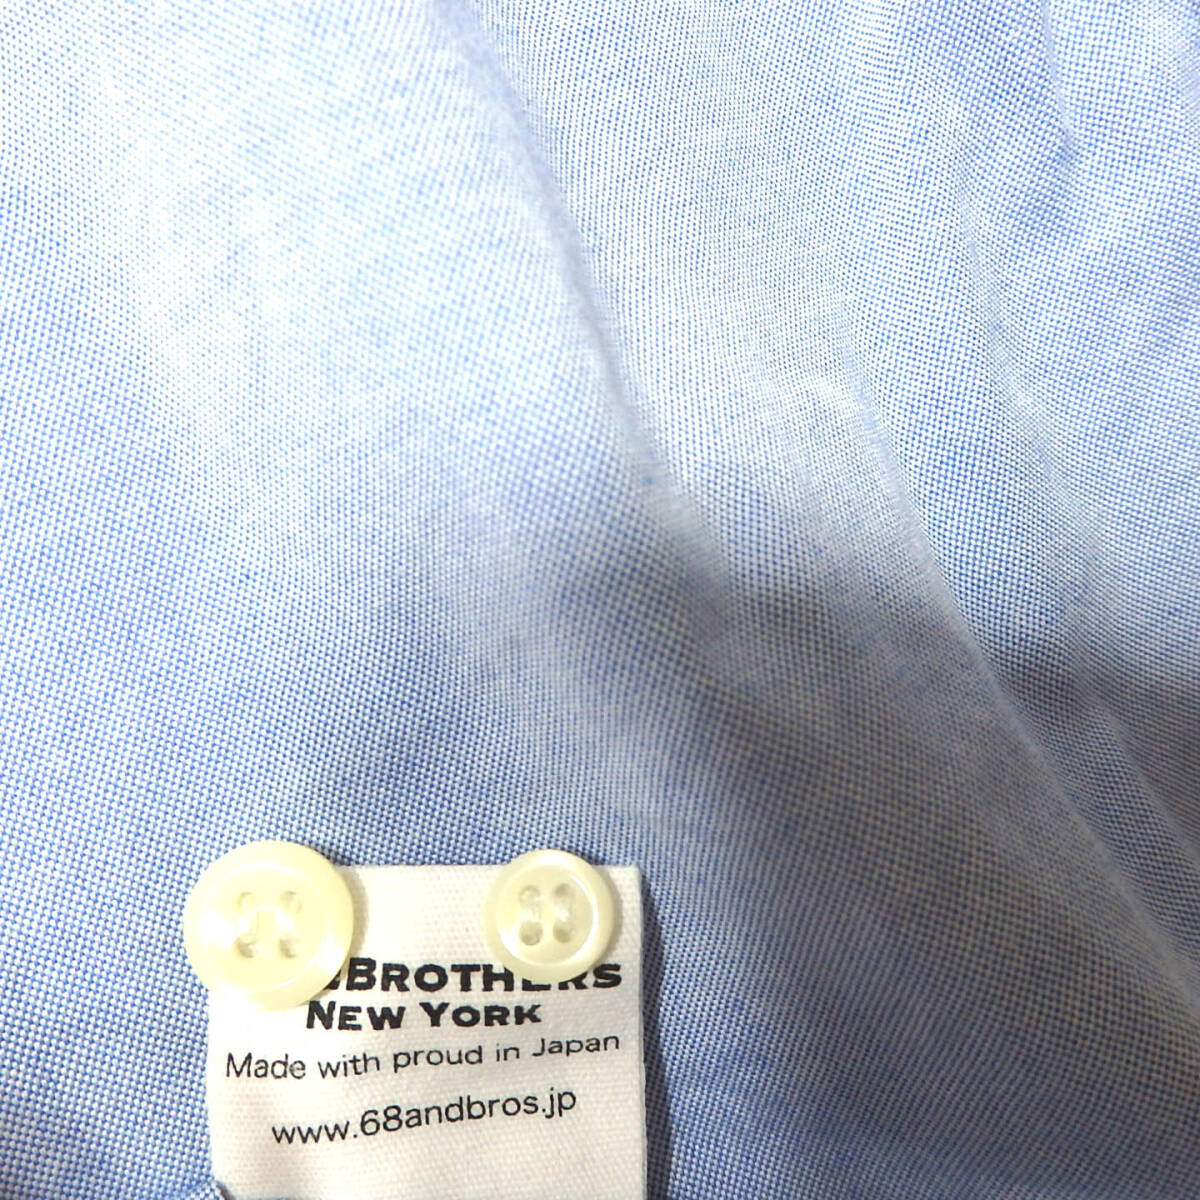 BROTHERS
NEW YORK
Made with proud in Japan
www.68andbros.jp